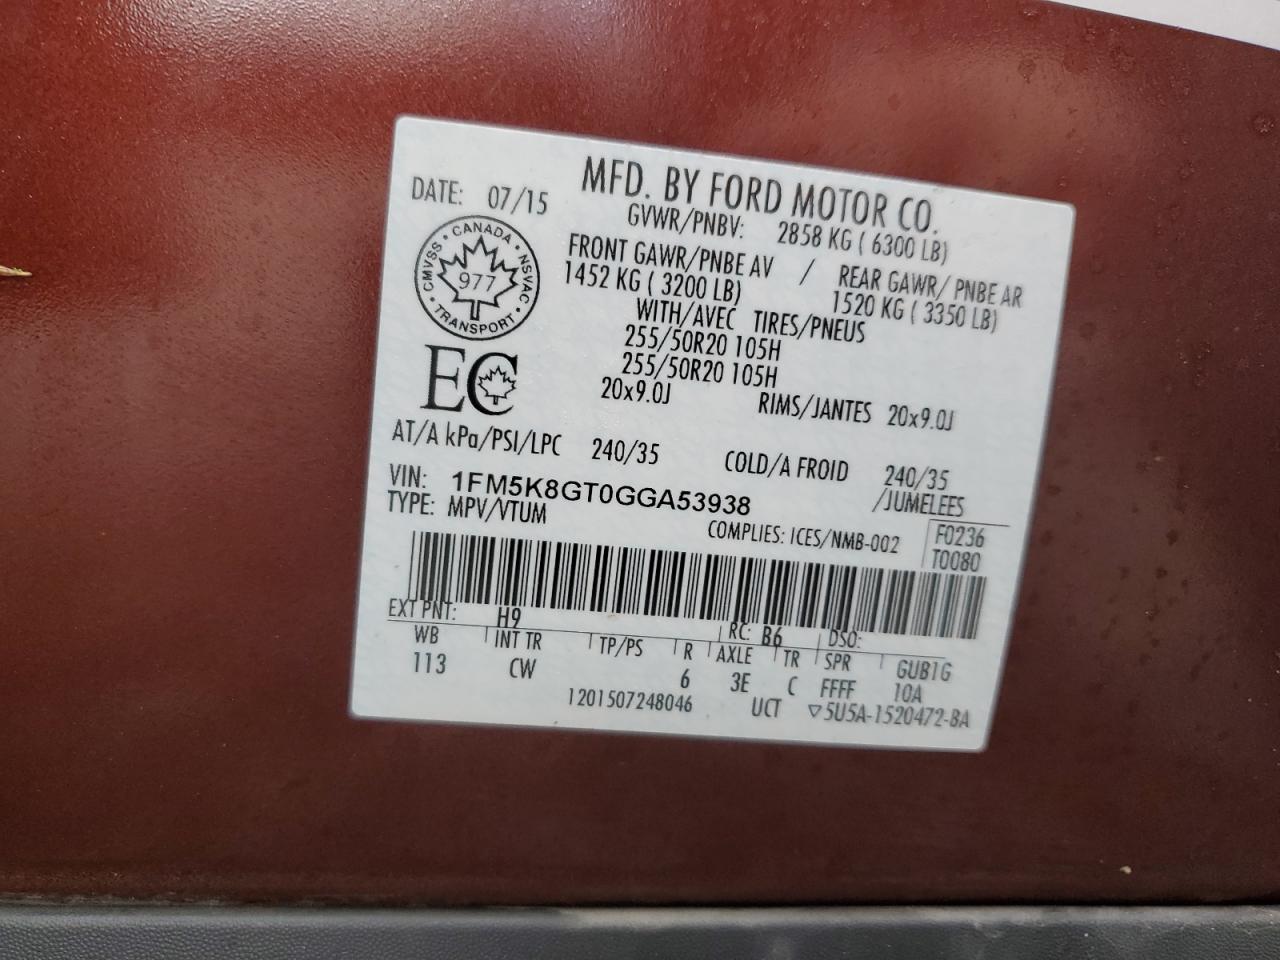 MFD. BY FORD MOTOR CO.
DATE: 07/15
GVWR/PNBV: 2858 KG ( 6300 LB)
FRONT GAWR/PNBE AV / REAR GAWR/ PNBE AR
1452 KG ( 3200 LB) 1520 KG ( 3350 LB)
WITH/AVEC TIRES/PNEUS
255/50R20 105H
255/50R20 105H
20x9.0J RIMS/JANTES 20x9.0J
CMVSS • CANADA • NSVAC • TRANSPORT •
977
EC
AT/A kPa/PSI/LPC 240/35 COLD/A FROID 240/35
VIN: 1FM5K8GT0GGA53938 /JUMELEES
TYPE: MPV/VTUM COMPLIES: ICES/NMB-002
F0236
T0080
EXT PNT: H9 RC: B6 DSO:
WB INT TR TP/PS R AXLE TR SPR GUB1G
113 CW 6 3E C FFFF 10A
1201507248046 UCT ▽5U5A-1520472-BA